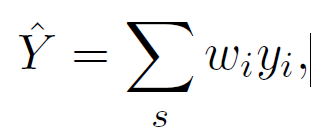 Ŷ = ∑_s w_i y_i,